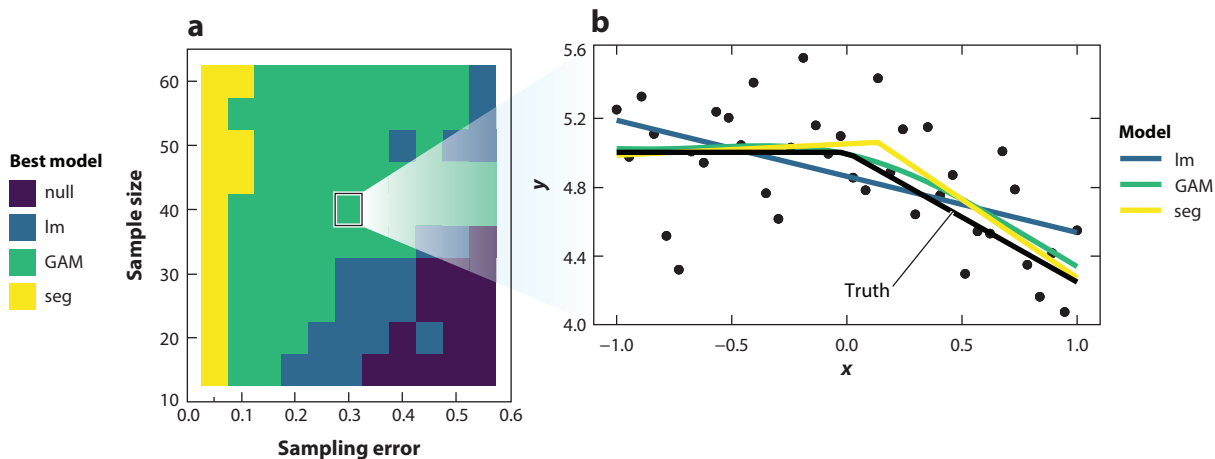 a
b
Best model
null
lm
GAM
seg
Sample size
60
50
40
30
20
10
0.0
0.1
0.2
0.3
0.4
0.5
0.6
Sampling error
5.6
5.2
4.8
4.4
4.0
y
Truth
−1.0
−0.5
0.0
0.5
1.0
x
Model
lm
GAM
seg